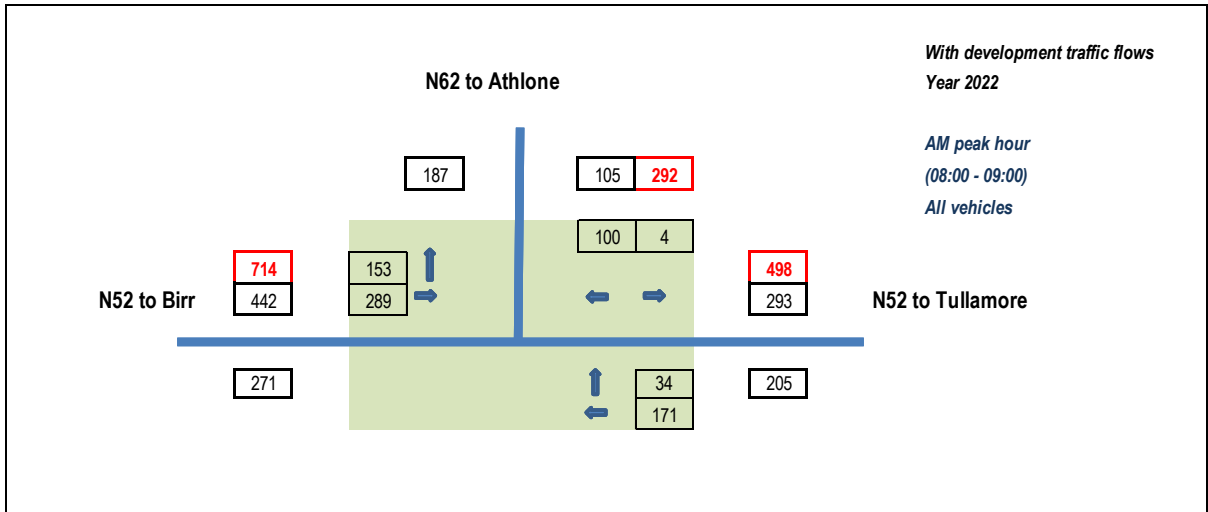 With development traffic flows
Year 2022
N62 to Athlone
AM peak hour
(08:00 - 09:00)
All vehicles
187
105 292
100 4
714
442
N52 to Birr
153
289
498
293
N52 to Tullamore
271
34
171
205